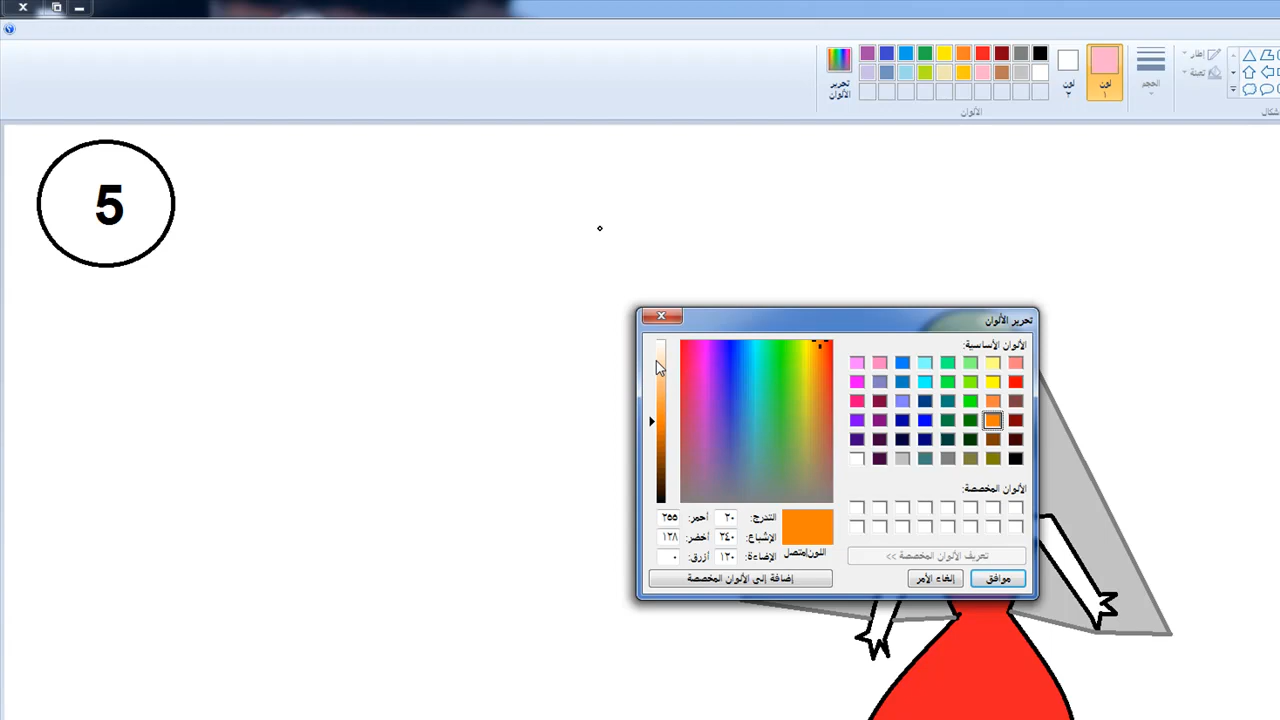 إطار
تعبئة
الحجم
لون
١
لون
٢
تحرير
الألوان
الألوان
5
تحرير الألوان
الألوان الأساسية:
الألوان المخصصة:
التدرج: ٢٠
أحمر: ٢٥٥
الإشباع: ٢٤٠
أخضر: ١٢٨
الإضاءة: ١٢٠
أزرق: ٠
اللون|متصل
تعريف الألوان المخصصة >>
إضافة إلى الألوان المخصصة
موافق
إلغاء الأمر